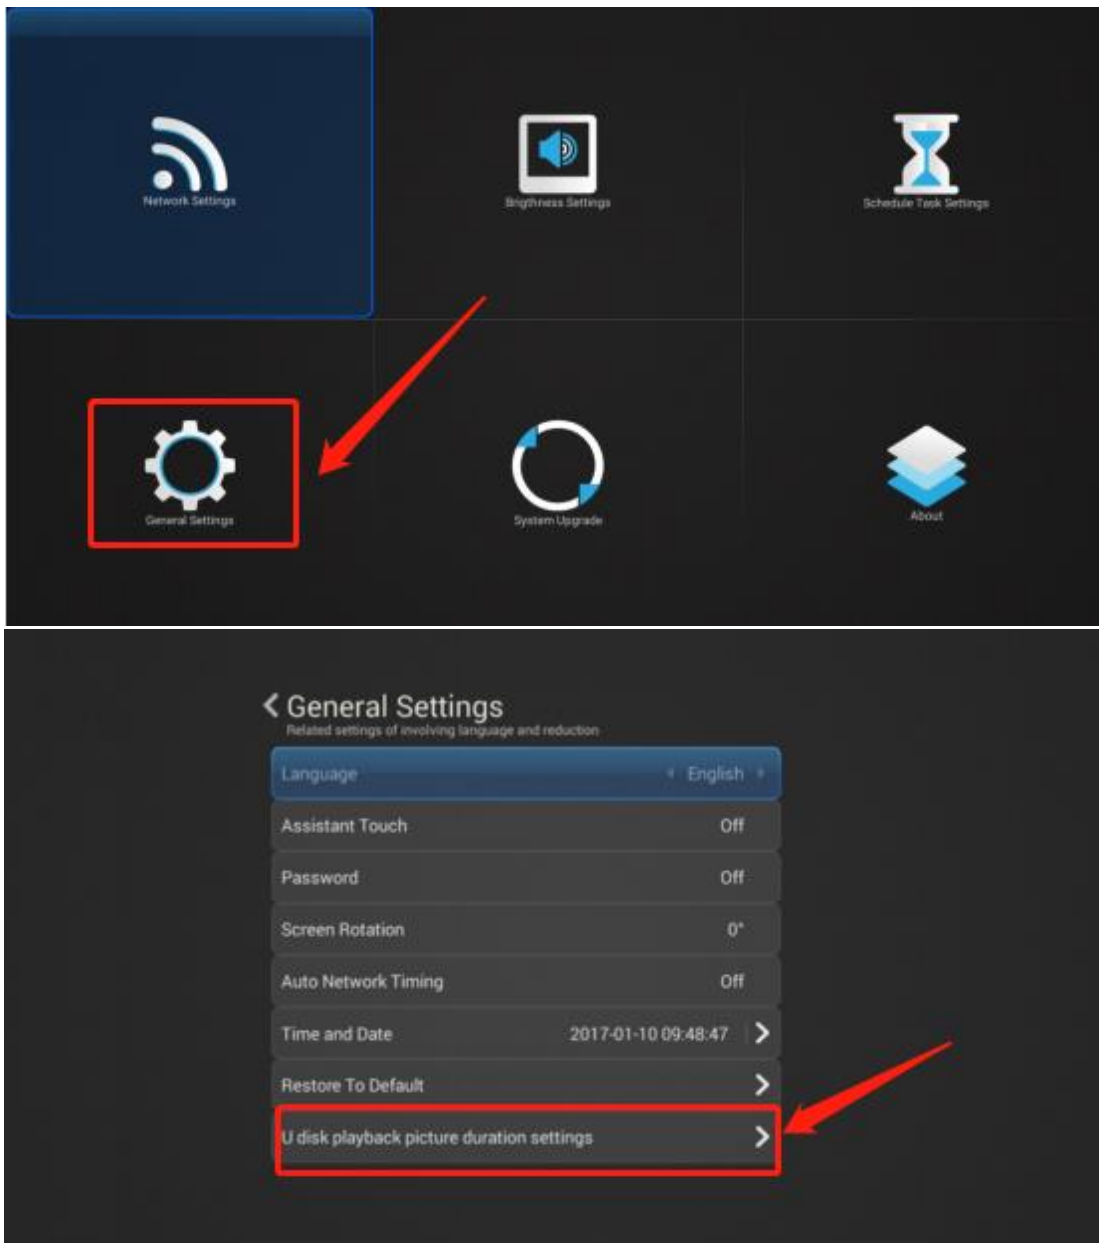 Network Settings
Brigthness Settings
Schedule Task Settings
General Settings
System Upgrade
About
General Settings
Related settings of involving language and reduction
Language English
Assistant Touch Off
Password Off
Screen Rotation 0°
Auto Network Timing Off
Time and Date 2017-01-10 09:48:47
Restore To Default
U disk playback picture duration settings